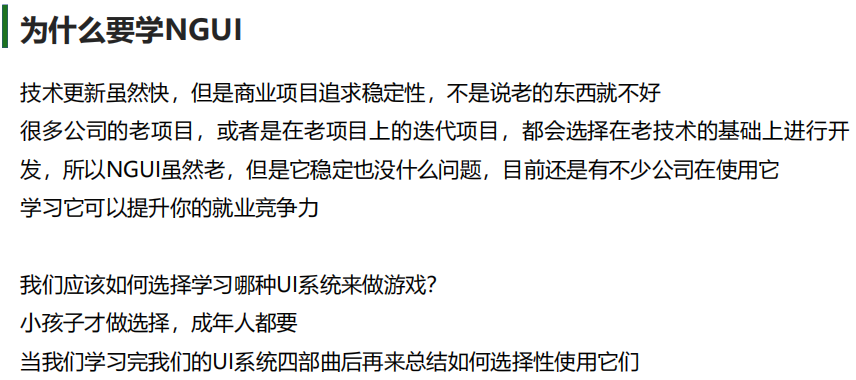 为什么要学NGUI
技术更新虽然快，但是商业项目追求稳定性，不是说老的东西就不好
很多公司的老项目，或者是在老项目上的迭代项目，都会选择在老技术的基础上进行开
发，所以NGUI虽然老，但是它稳定也没什么问题，目前还是有不少公司在使用它
学习它可以提升你的就业竞争力
我们应该如何选择学习哪种UI系统来做游戏？
小孩子才做选择，成年人都要
当我们学习完我们的UI系统四部曲后再来总结如何选择性使用它们